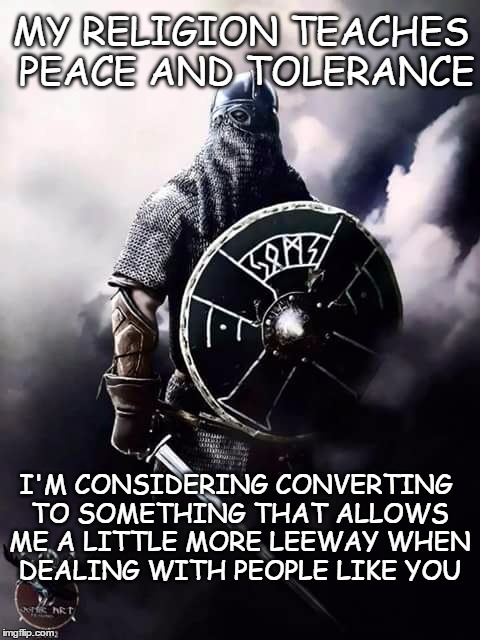 MY RELIGION TEACHES
PEACE AND TOLERANCE
I'M CONSIDERING CONVERTING
TO SOMETHING THAT ALLOWS
ME A LITTLE MORE LEEWAY WHEN
DEALING WITH PEOPLE LIKE YOU
imgflip.com